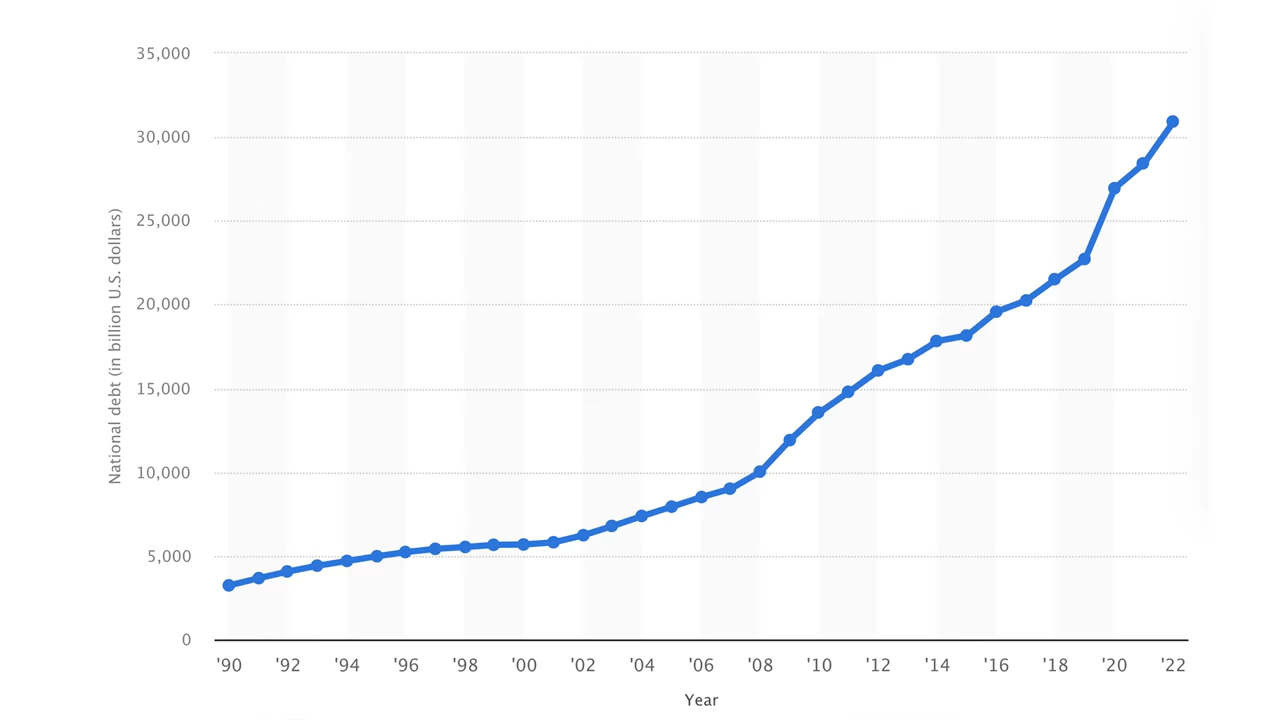 35,000
30,000
25,000
20,000
15,000
10,000
5,000
0
National debt (in billion U.S. dollars)
'90 '92 '94 '96 '98 '00 '02 '04 '06 '08 '10 '12 '14 '16 '18 '20 '22
Year